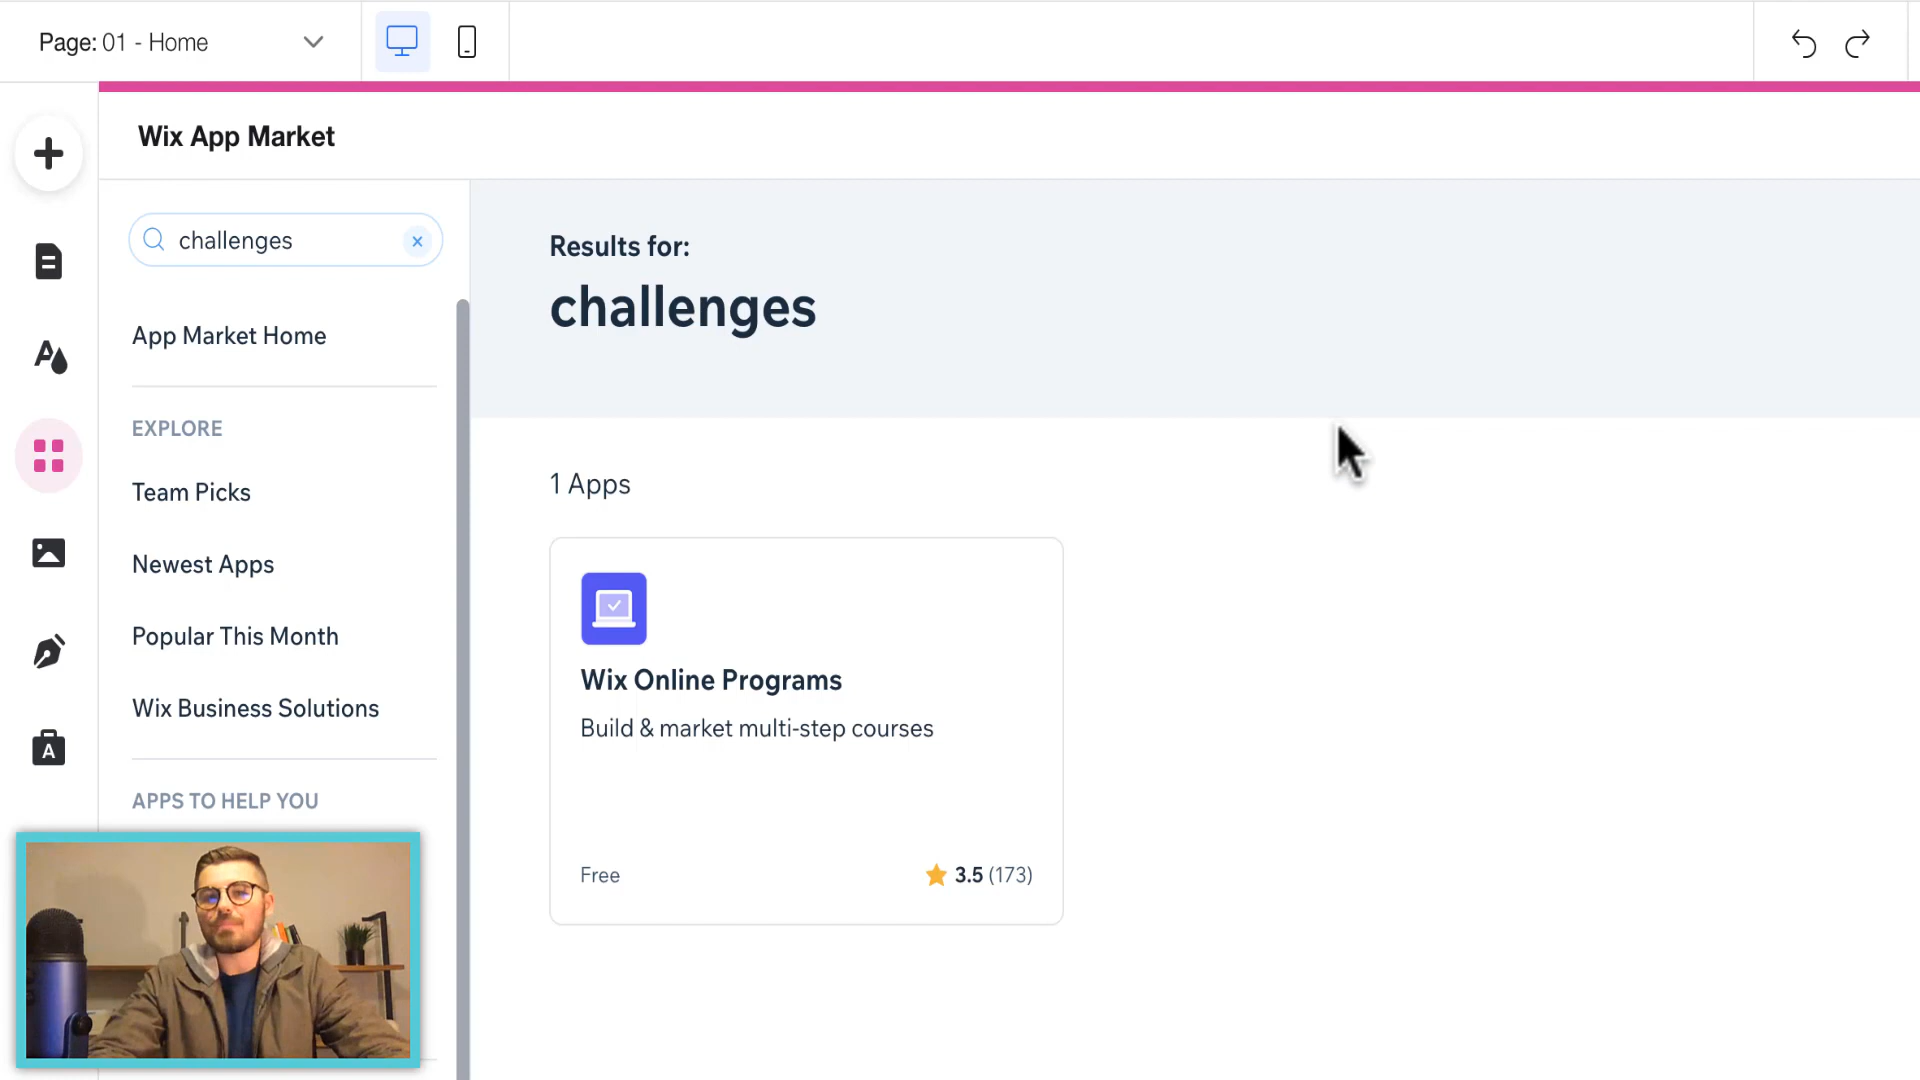 Page: 01 - Home
Wix App Market
challenges
App Market Home
EXPLORE
Team Picks
Newest Apps
Popular This Month
Wix Business Solutions
APPS TO HELP YOU
Results for:
challenges
1 Apps
Wix Online Programs
Build & market multi-step courses
Free
3.5 (173)
A